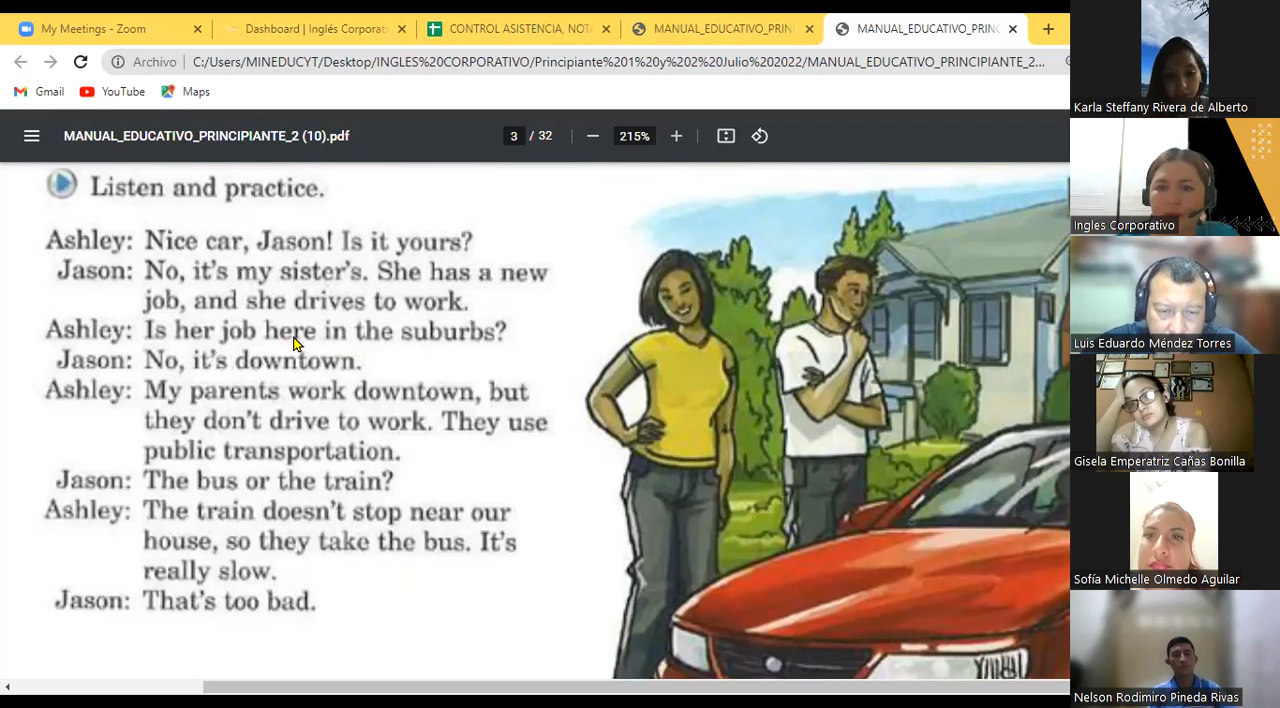 My Meetings - Zoom
Dashboard | Inglés Corporati
CONTROL ASISTENCIA, NOT
MANUAL_EDUCATIVO_PRIN
MANUAL_EDUCATIVO_PRINC
Archivo
C:/Users/MINEDUCYT/Desktop/INGLES%20CORPORATIVO/Principiante%201%20y%202%20Julio%202022/MANUAL_EDUCATIVO_PRINCIPIANTE_2...
Gmail
YouTube
Maps
MANUAL_EDUCATIVO_PRINCIPIANTE_2 (10).pdf
3 / 32
215%
Listen and practice.
Ashley: Nice car, Jason! Is it yours?
Jason: No, it's my sister's. She has a new
job, and she drives to work.
Ashley: Is her job here in the suburbs?
Jason: No, it's downtown.
Ashley: My parents work downtown, but
they don't drive to work. They use
public transportation.
Jason: The bus or the train?
Ashley: The train doesn't stop near our
house, so they take the bus. It's
really slow.
Jason: That's too bad.
Karla Steffany Rivera de Alberto
Ingles Corporativo
Luis Eduardo Méndez Torres
Gisela Emperatriz Cañas Bonilla
Sofía Michelle Olmedo Aguilar
Nelson Rodimiro Pineda Rivas